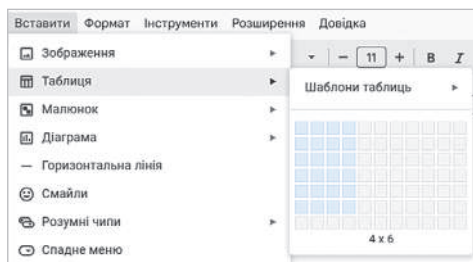 Вставити Формат Інструменти Розширення Довідка
Зображення
− 11 + B I
Таблиця
Шаблони таблиць
Малюнок
Діаграма
Горизонтальна лінія
Смайли
Розумні чипи
4 x 6
Спадне меню